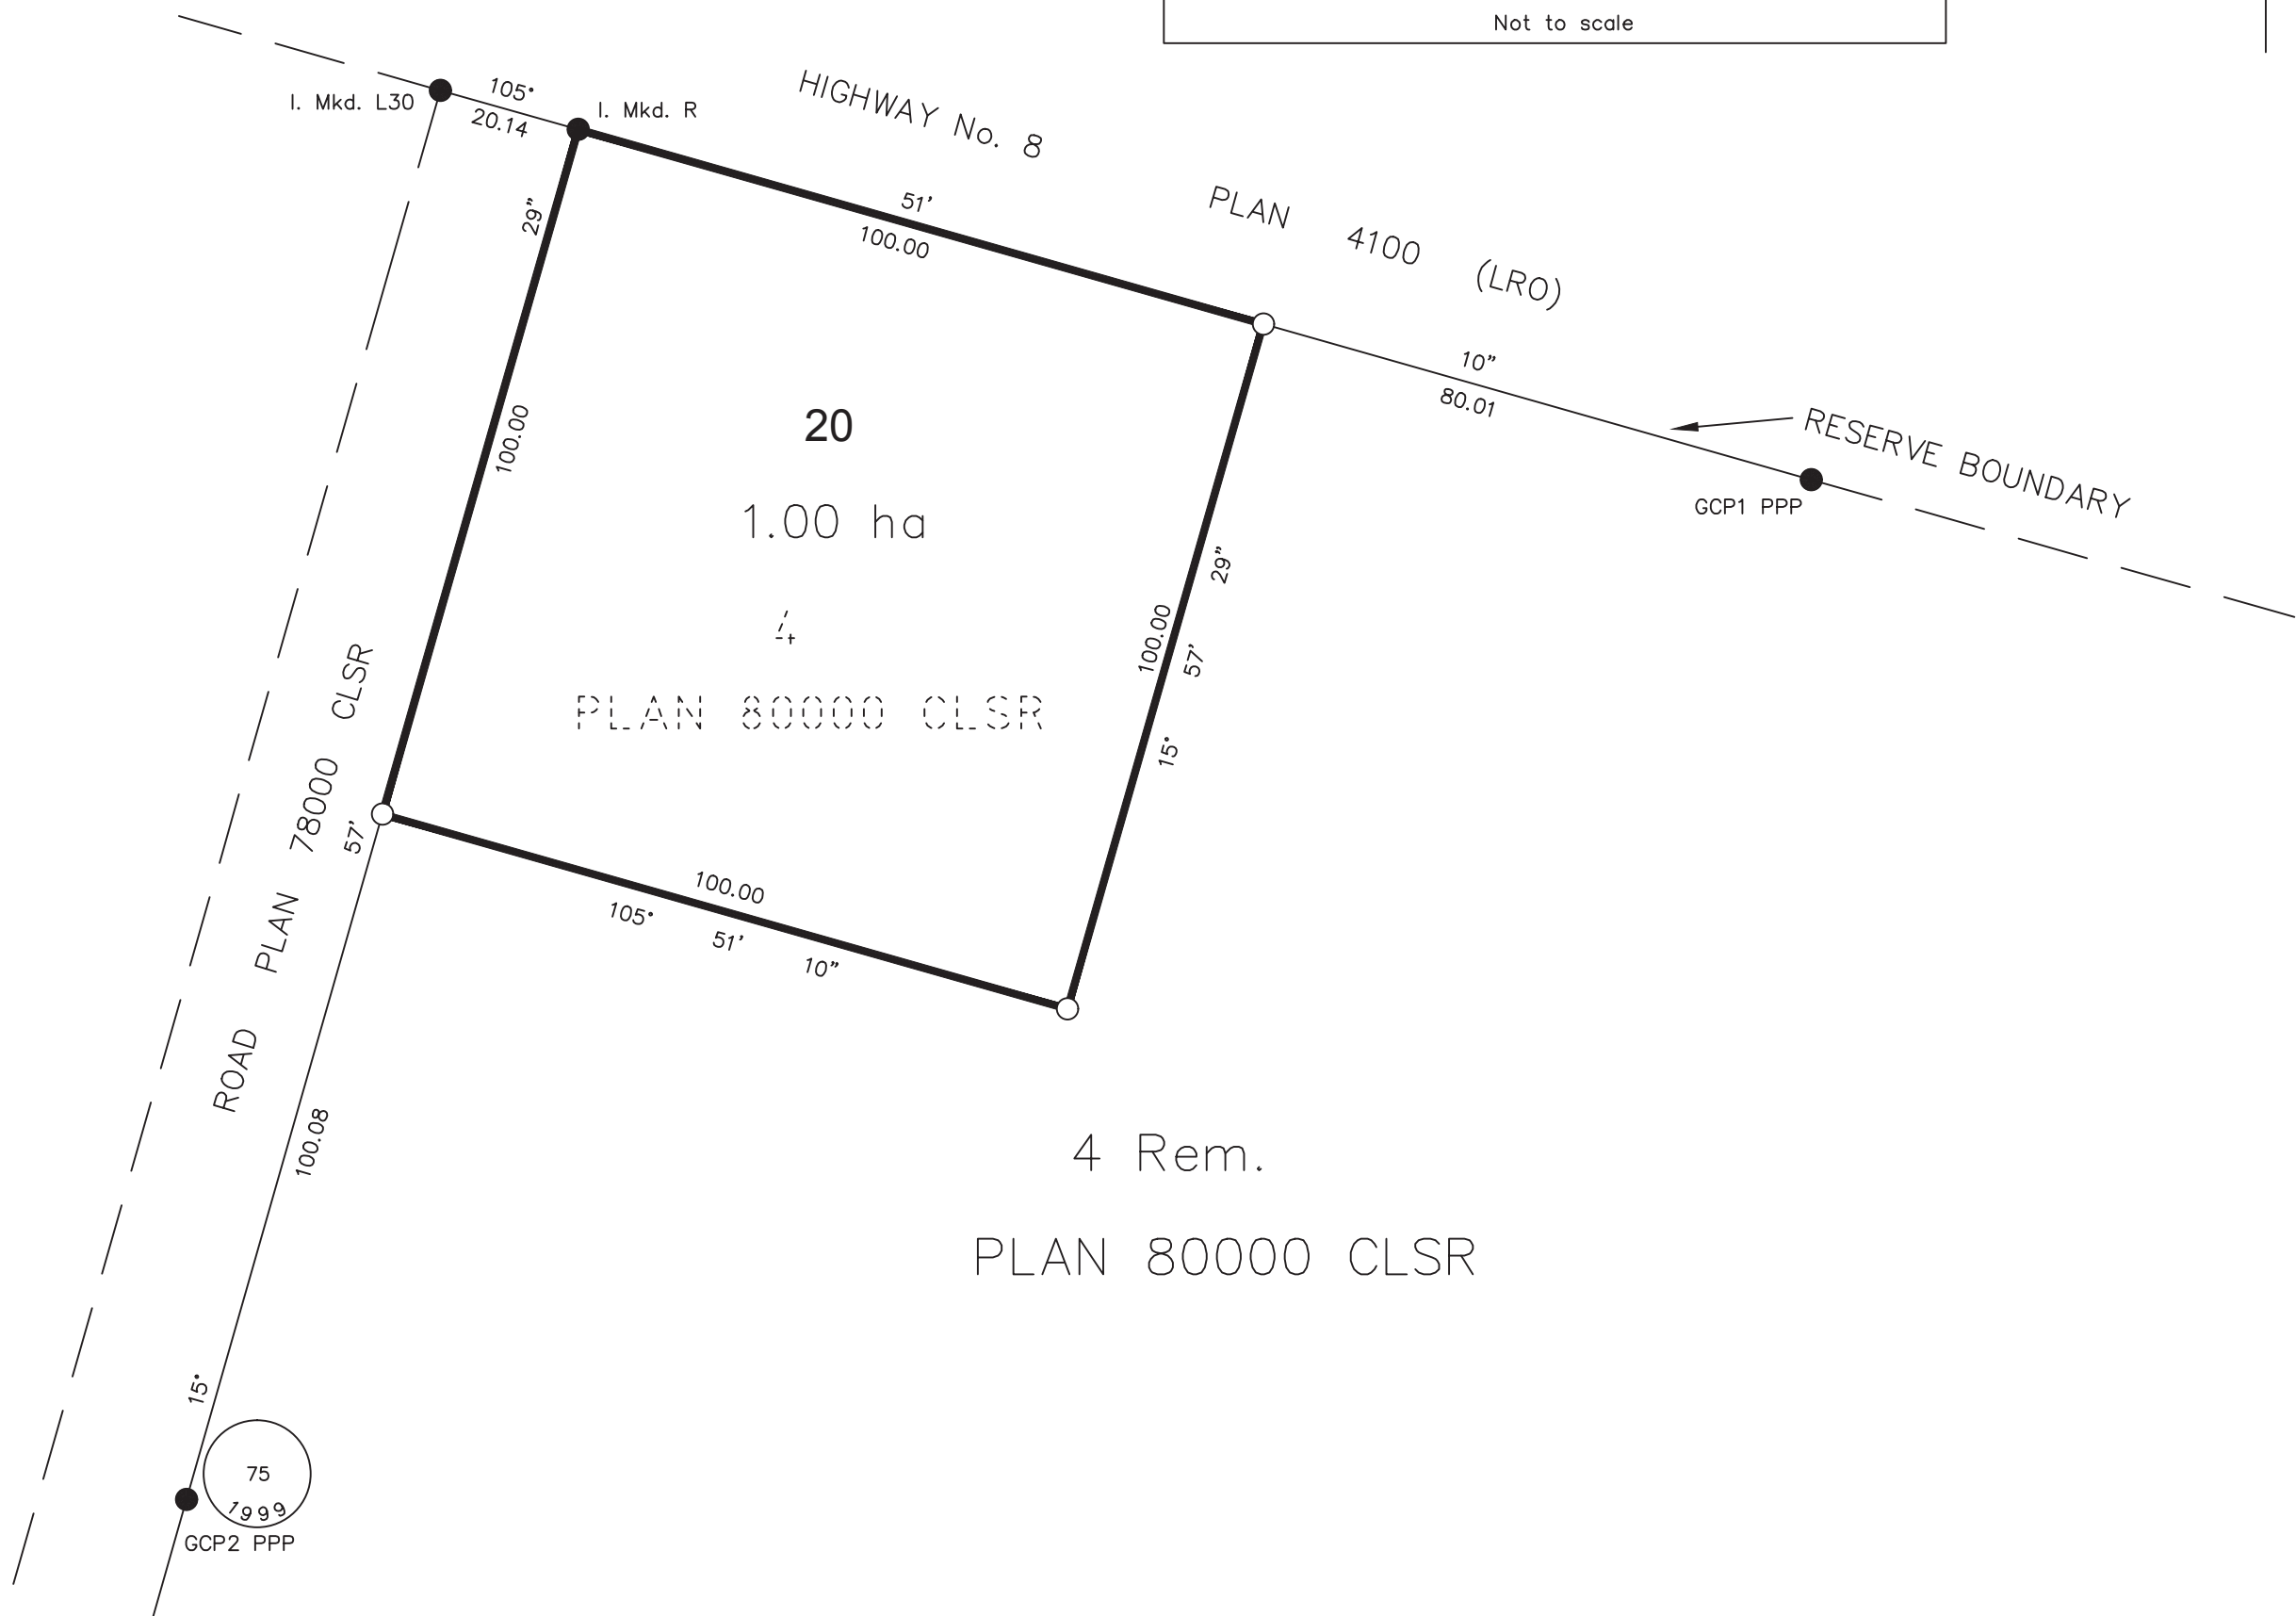 Not to scale
I. Mkd. L30
105°
20.14
I. Mkd. R
HIGHWAY No. 8
PLAN 4100 (LRO)
51'
100.00
29"
100.00
10"
80.01
RESERVE BOUNDARY
GCP1 PPP
20
1.00 ha
4
PLAN 80000 CLSR
29"
100.00
57'
15°
ROAD PLAN 78000 CLSR
57'
100.00
105° 51' 10"
100.08
15°
4 Rem.
PLAN 80000 CLSR
75
1999
GCP2 PPP